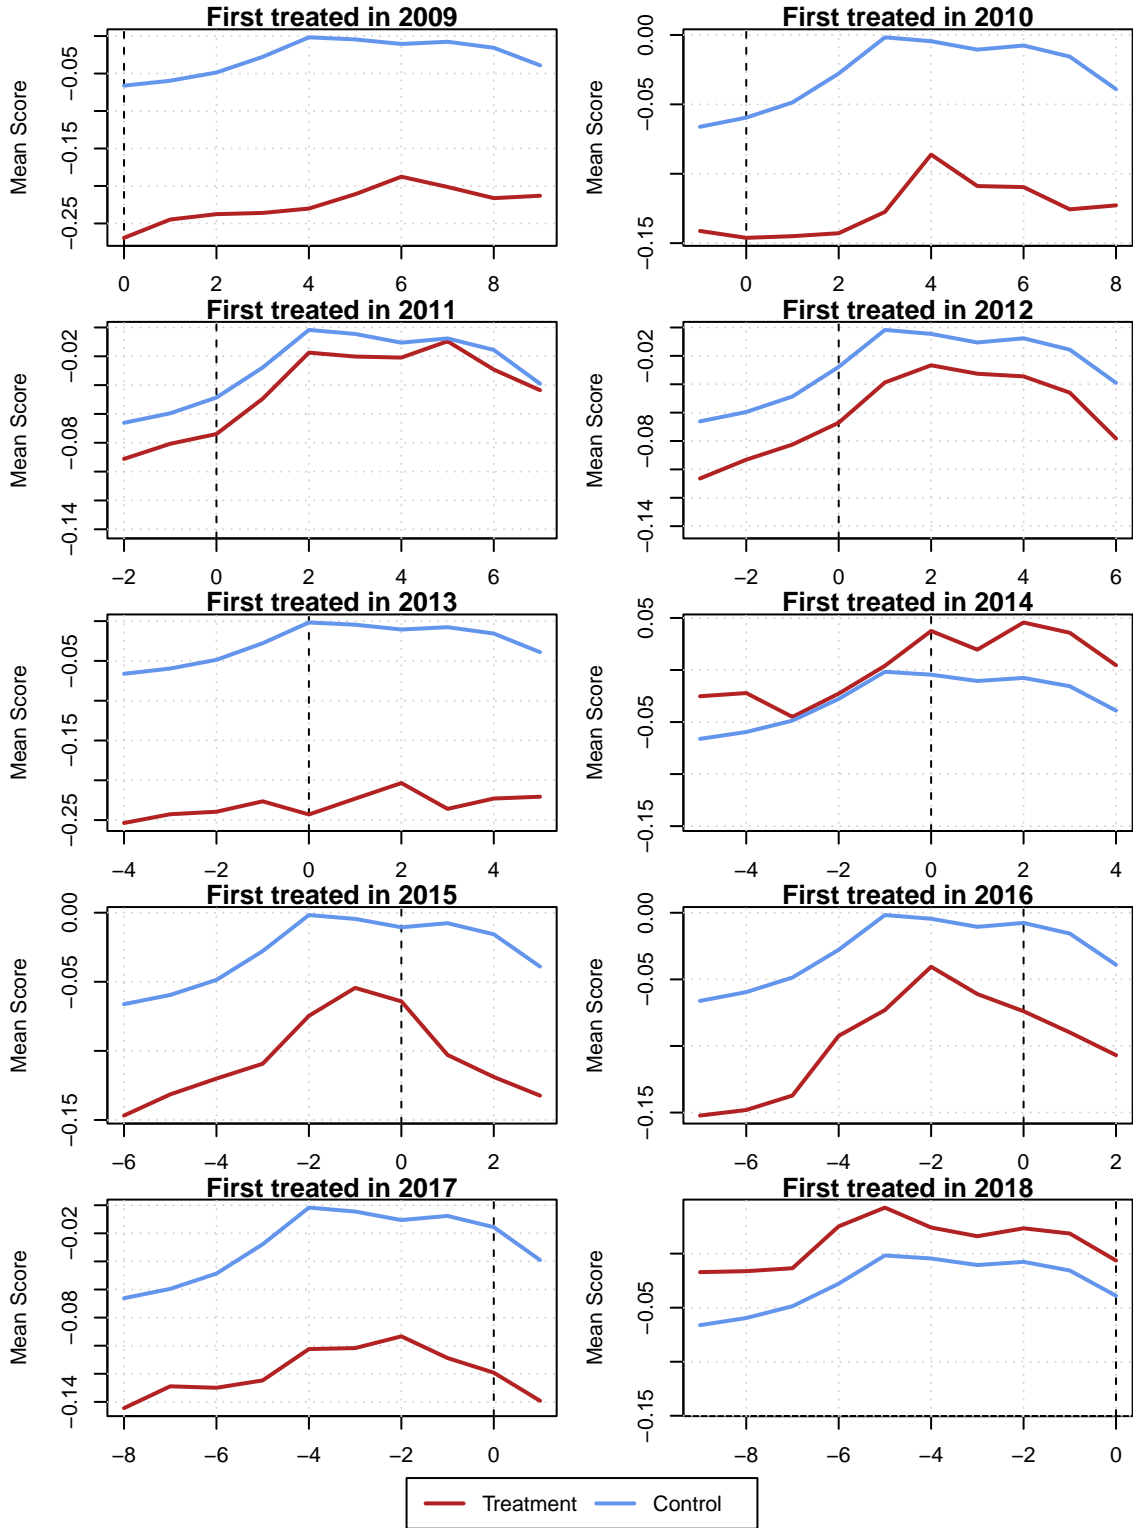 First treated in 2009
Mean Score
−0.05
−0.15
−0.25
0 2 4 6 8
First treated in 2010
Mean Score
0.00
−0.05
−0.15
0 2 4 6 8
First treated in 2011
Mean Score
−0.02
−0.08
−0.14
−2 0 2 4 6
First treated in 2012
Mean Score
−0.02
−0.08
−0.14
−2 0 2 4 6
First treated in 2013
Mean Score
−0.05
−0.15
−0.25
−4 −2 0 2 4
First treated in 2014
Mean Score
0.05
−0.05
−0.15
−4 −2 0 2 4
First treated in 2015
Mean Score
0.00
−0.05
−0.15
−6 −4 −2 0 2
First treated in 2016
Mean Score
0.00
−0.05
−0.15
−6 −4 −2 0 2
First treated in 2017
Mean Score
−0.02
−0.08
−0.14
−8 −6 −4 −2 0
First treated in 2018
Mean Score
−0.05
−0.15
−8 −6 −4 −2 0
Treatment Control